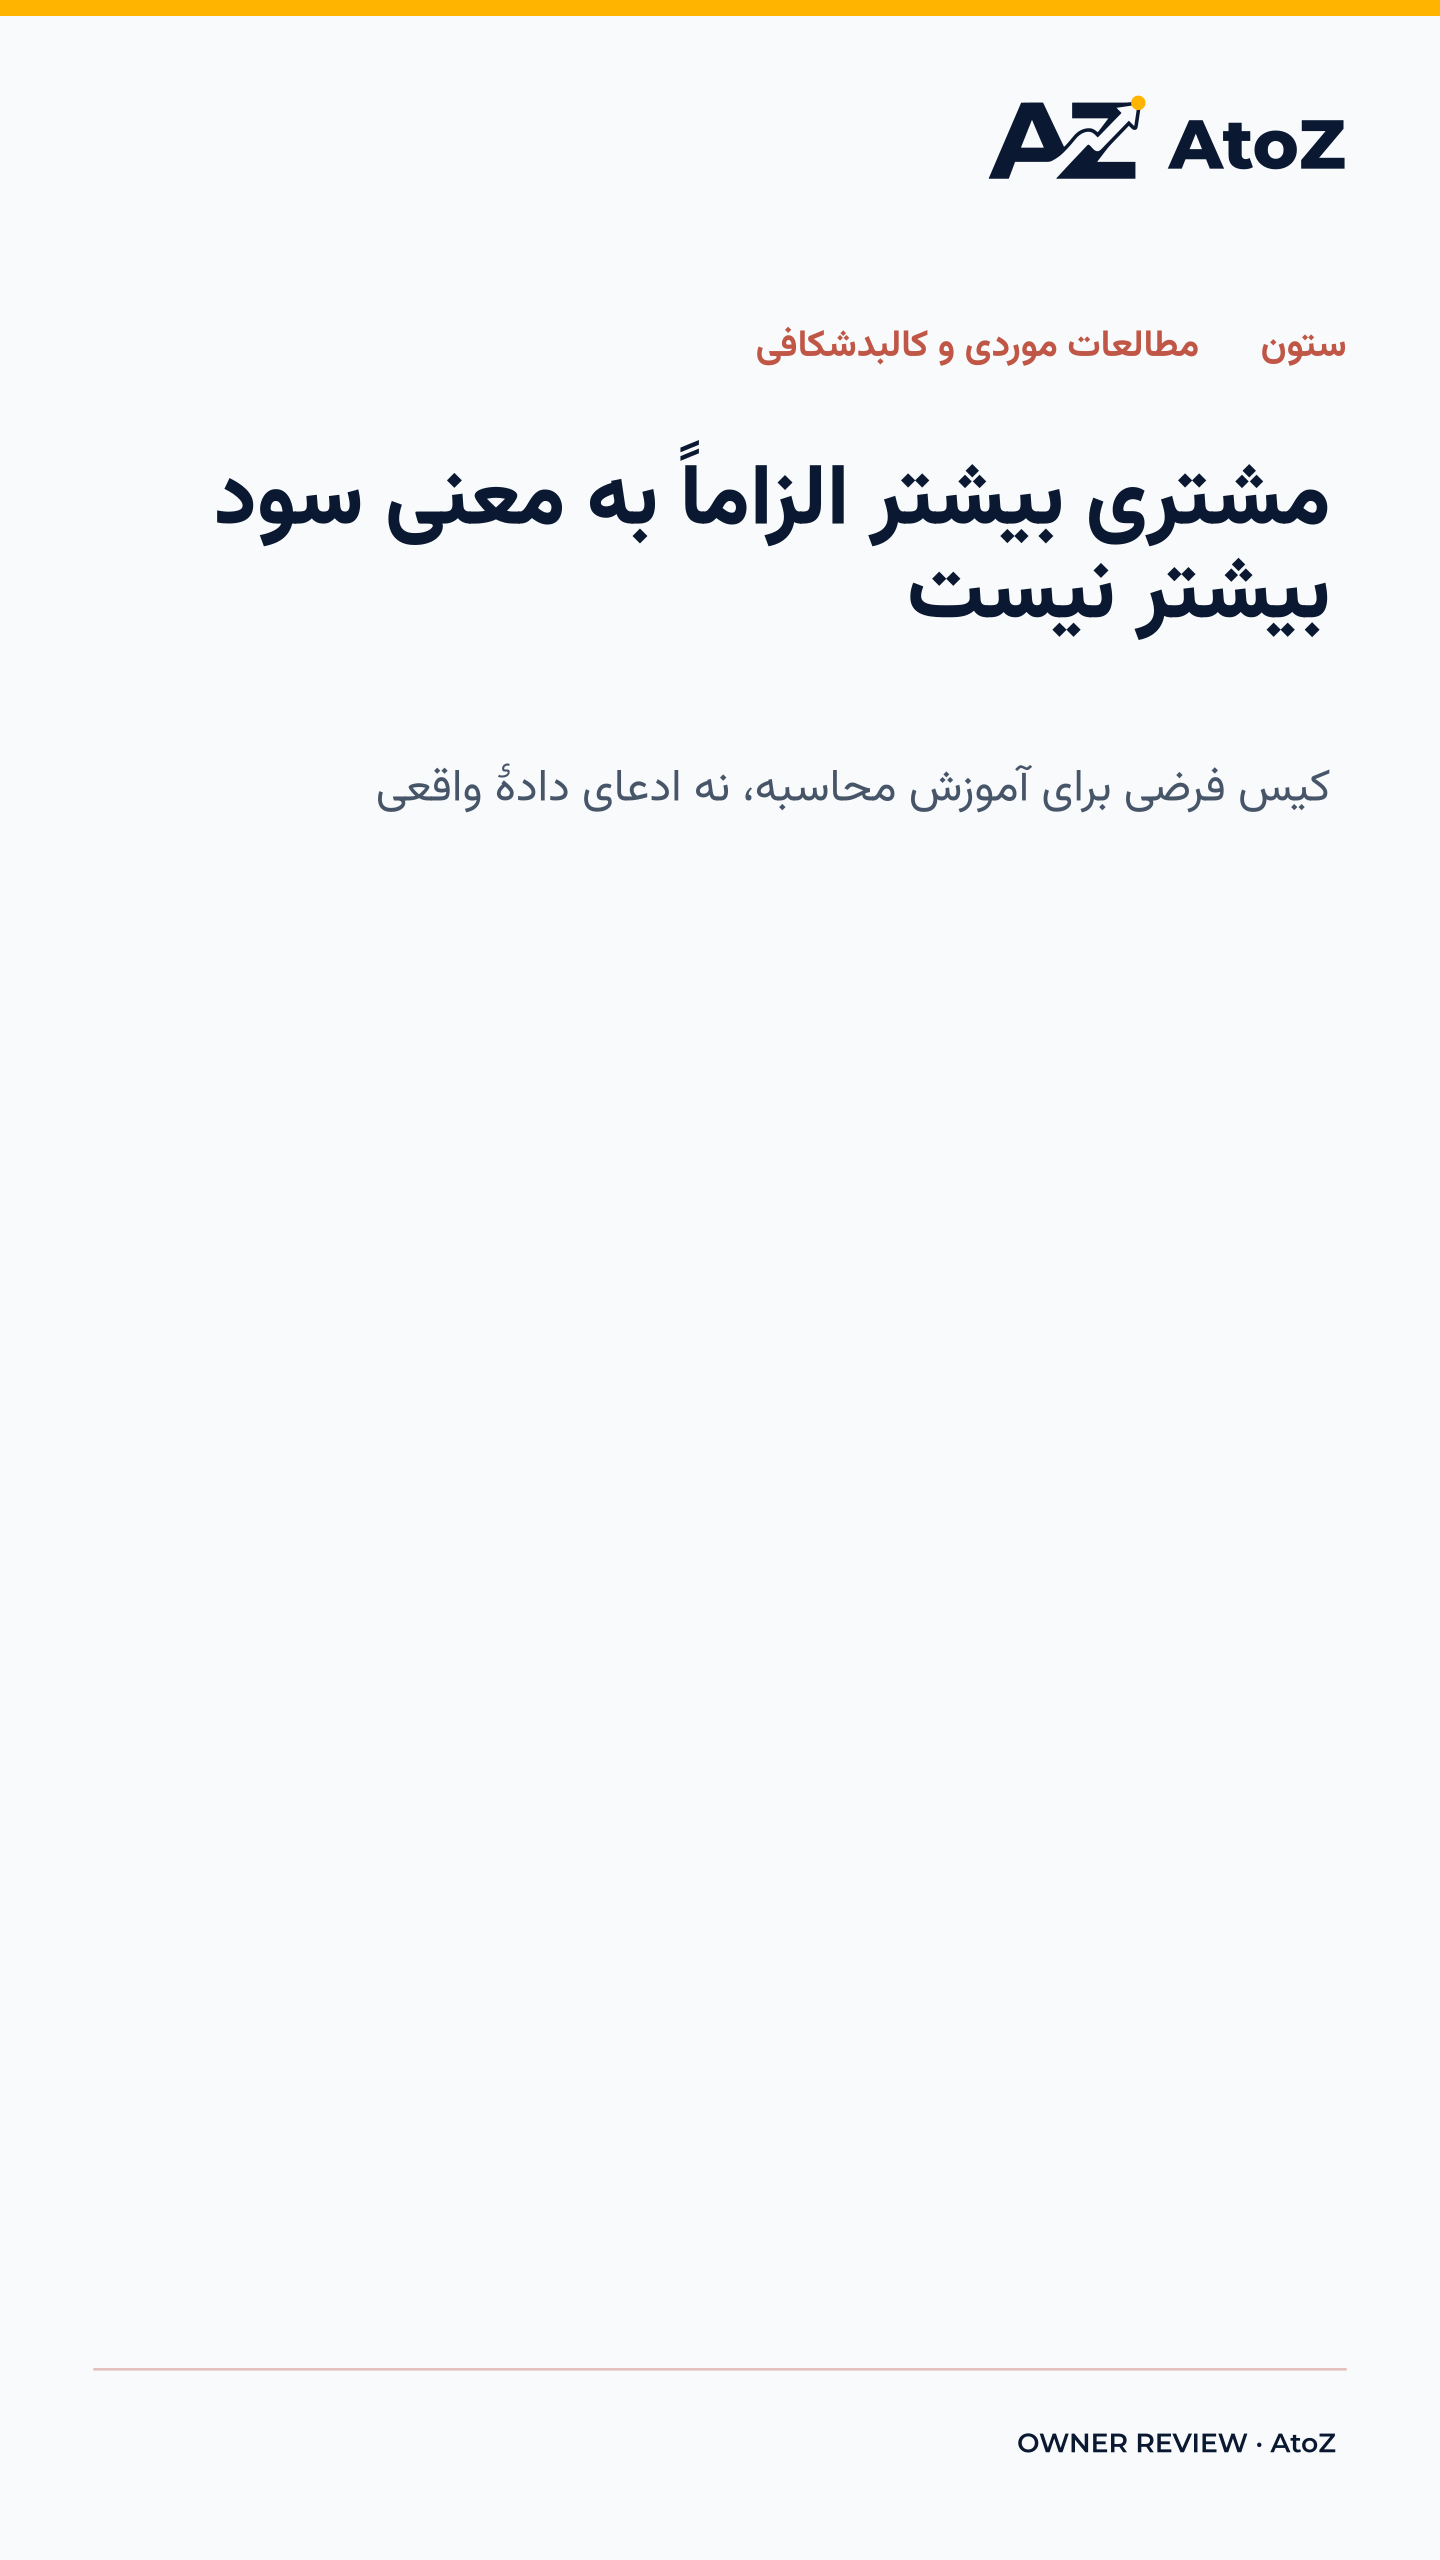 AZ AtoZ
ستون مطالعات موردی و کالبدشکافی
مشتری بیشتر الزاماً به معنی سود
بیشتر نیست
کیس فرضی برای آموزش محاسبه، نه ادعای دادهٔ واقعی
OWNER REVIEW · AtoZ